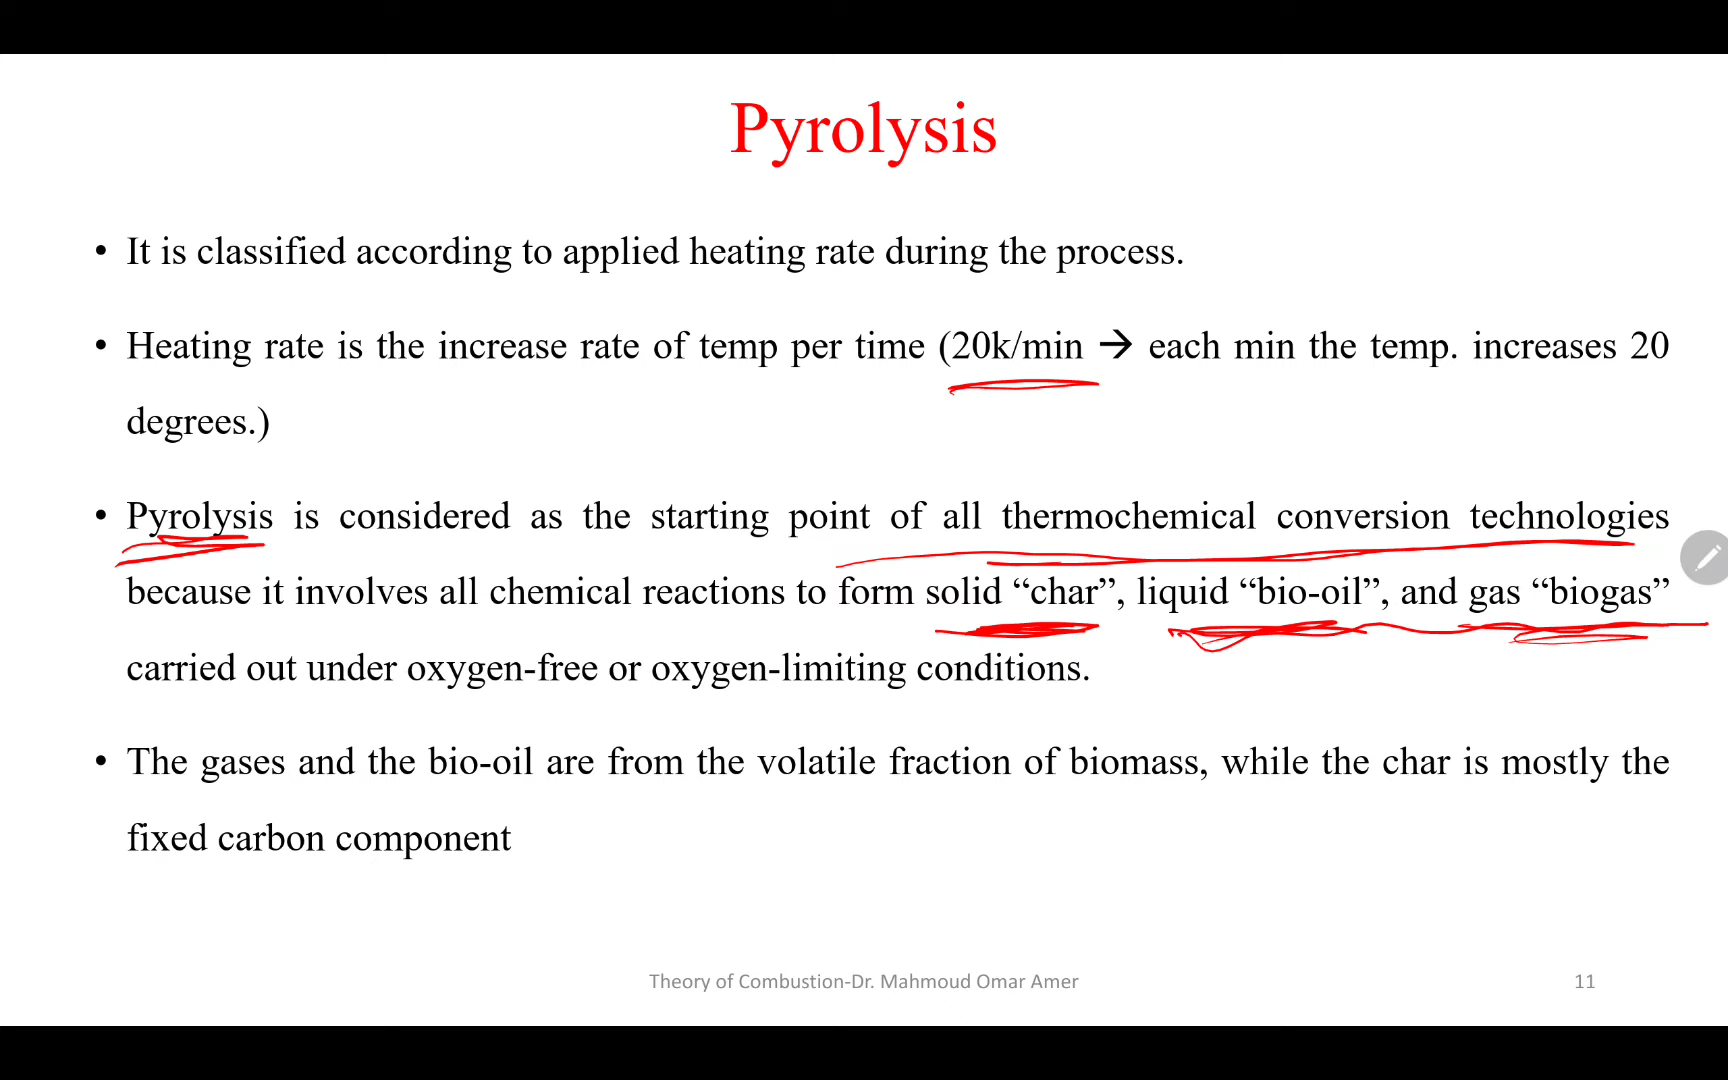 Pyrolysis
• It is classified according to applied heating rate during the process.
• Heating rate is the increase rate of temp per time (20k/min → each min the temp. increases 20
degrees.)
• Pyrolysis is considered as the starting point of all thermochemical conversion technologies
because it involves all chemical reactions to form solid “char”, liquid “bio-oil”, and gas “biogas”
carried out under oxygen-free or oxygen-limiting conditions.
• The gases and the bio-oil are from the volatile fraction of biomass, while the char is mostly the
fixed carbon component
Theory of Combustion-Dr. Mahmoud Omar Amer
11